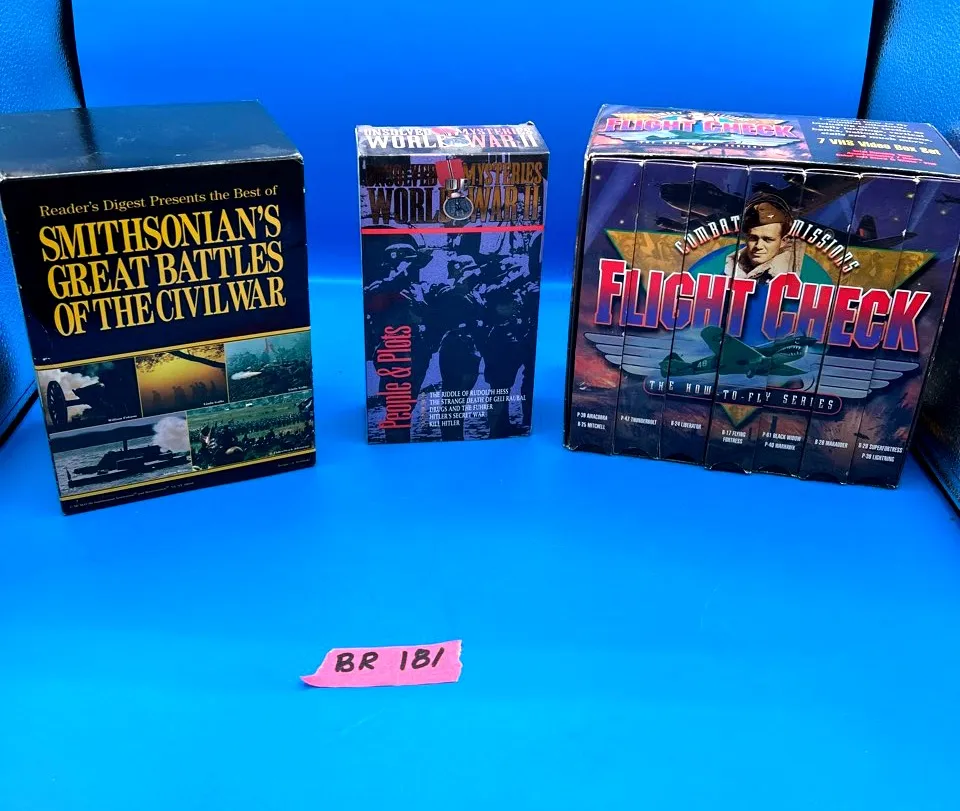 Reader's Digest Presents the Best of
SMITHSONIAN'S
GREAT BATTLES
OF THE CIVIL WAR
UNSOLVED MYSTERIES
WORLD WAR II
MYSTERIES
WORLD WAR II
People & Plots
THE RIDDLE OF RUDOLPH HESS
THE STRANGE DEATH OF GELI RAUBAL
DRUGS AND THE FUHRER
HITLER'S SECRET WAR
KILL HITLER
FLIGHT CHECK
7 VHS Video Box Set
COMBAT MISSIONS
FLIGHT CHECK
THE HOW-TO-FLY SERIES
P-39 AIRACOBRA
B-25 MITCHELL
P-47 THUNDERBOLT
B-24 LIBERATOR
B-17 FLYING
FORTRESS
P-61 BLACK WIDOW
P-40 WARHAWK
B-26 MARAUDER
B-29 SUPERFORTRESS
P-38 LIGHTNING
BR 181